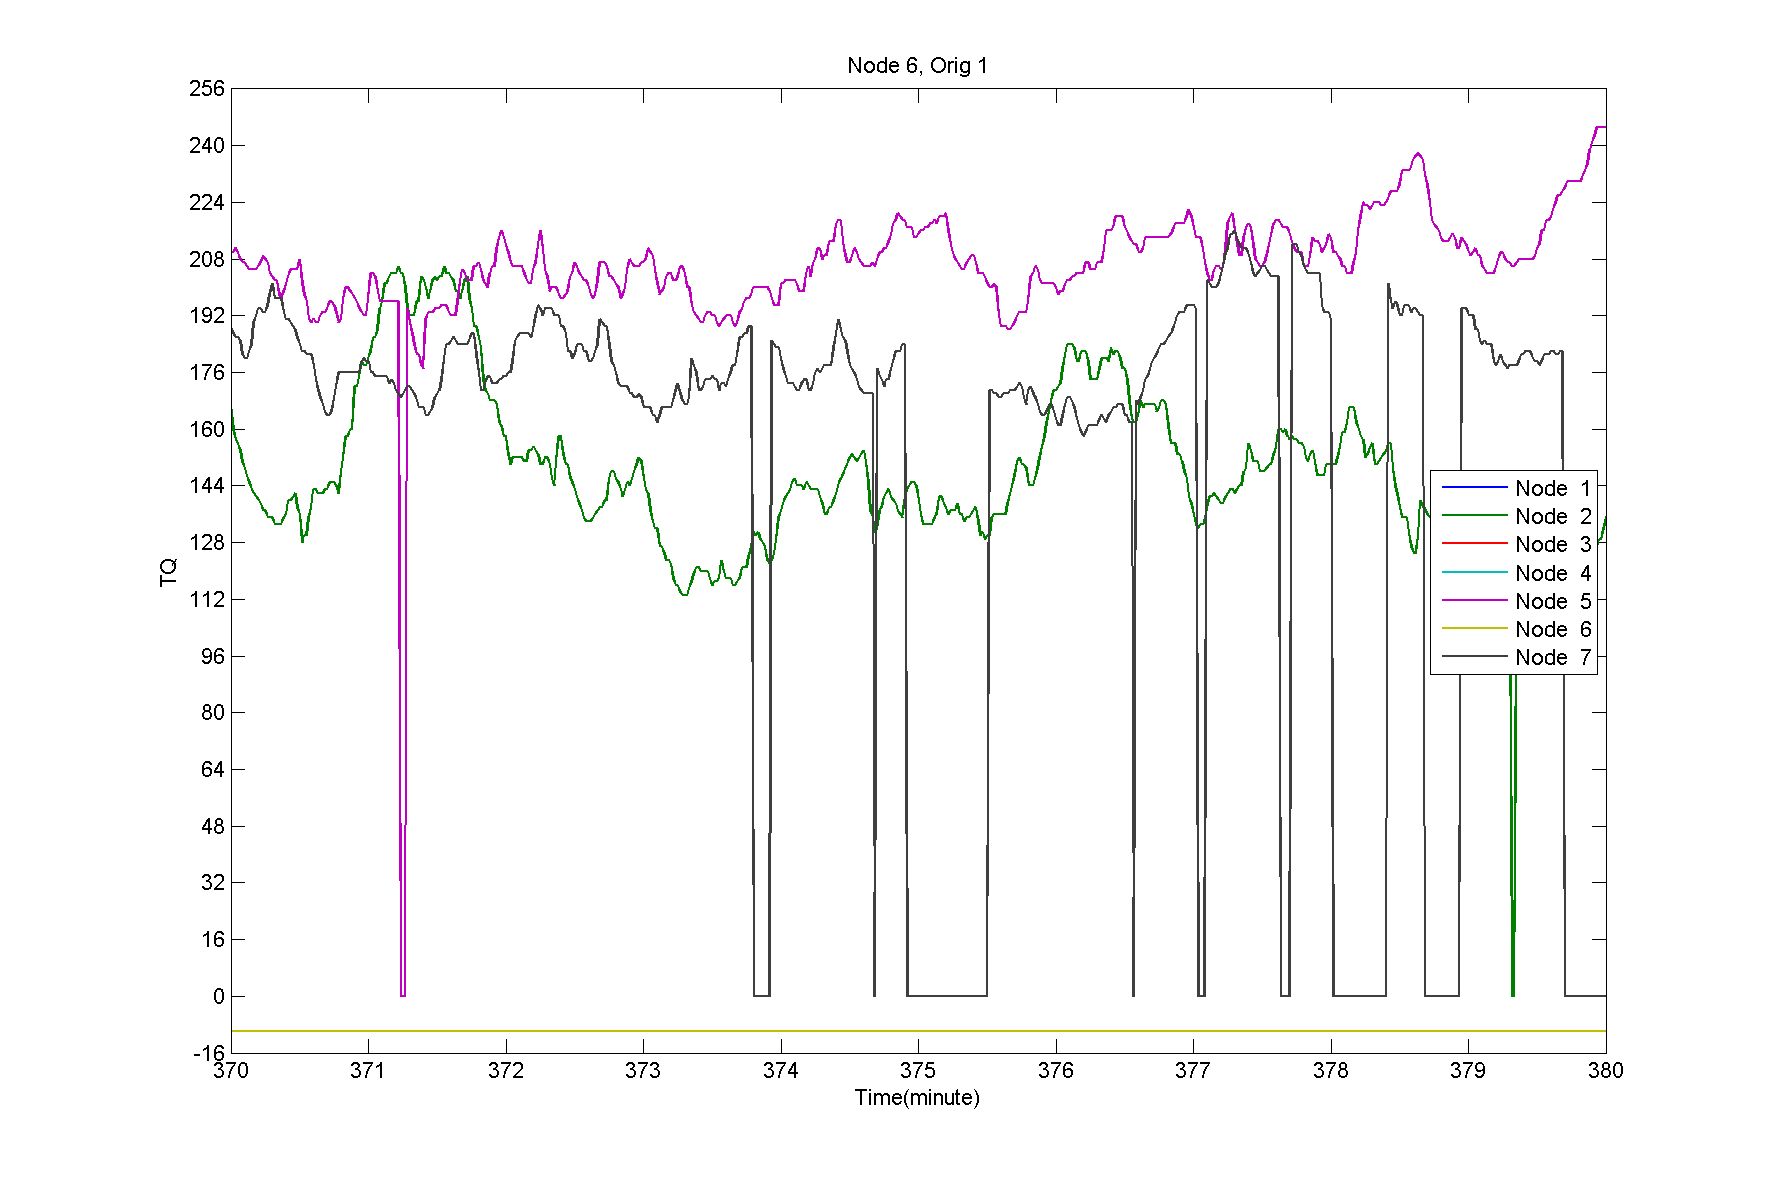 Node 6, Orig 1
256
240
224
208
192
176
160
144
128
112
96
80
64
48
32
16
0
-16
TQ
Node 1
Node 2
Node 3
Node 4
Node 5
Node 6
Node 7
370 371 372 373 374 375 376 377 378 379 380
Time(minute)